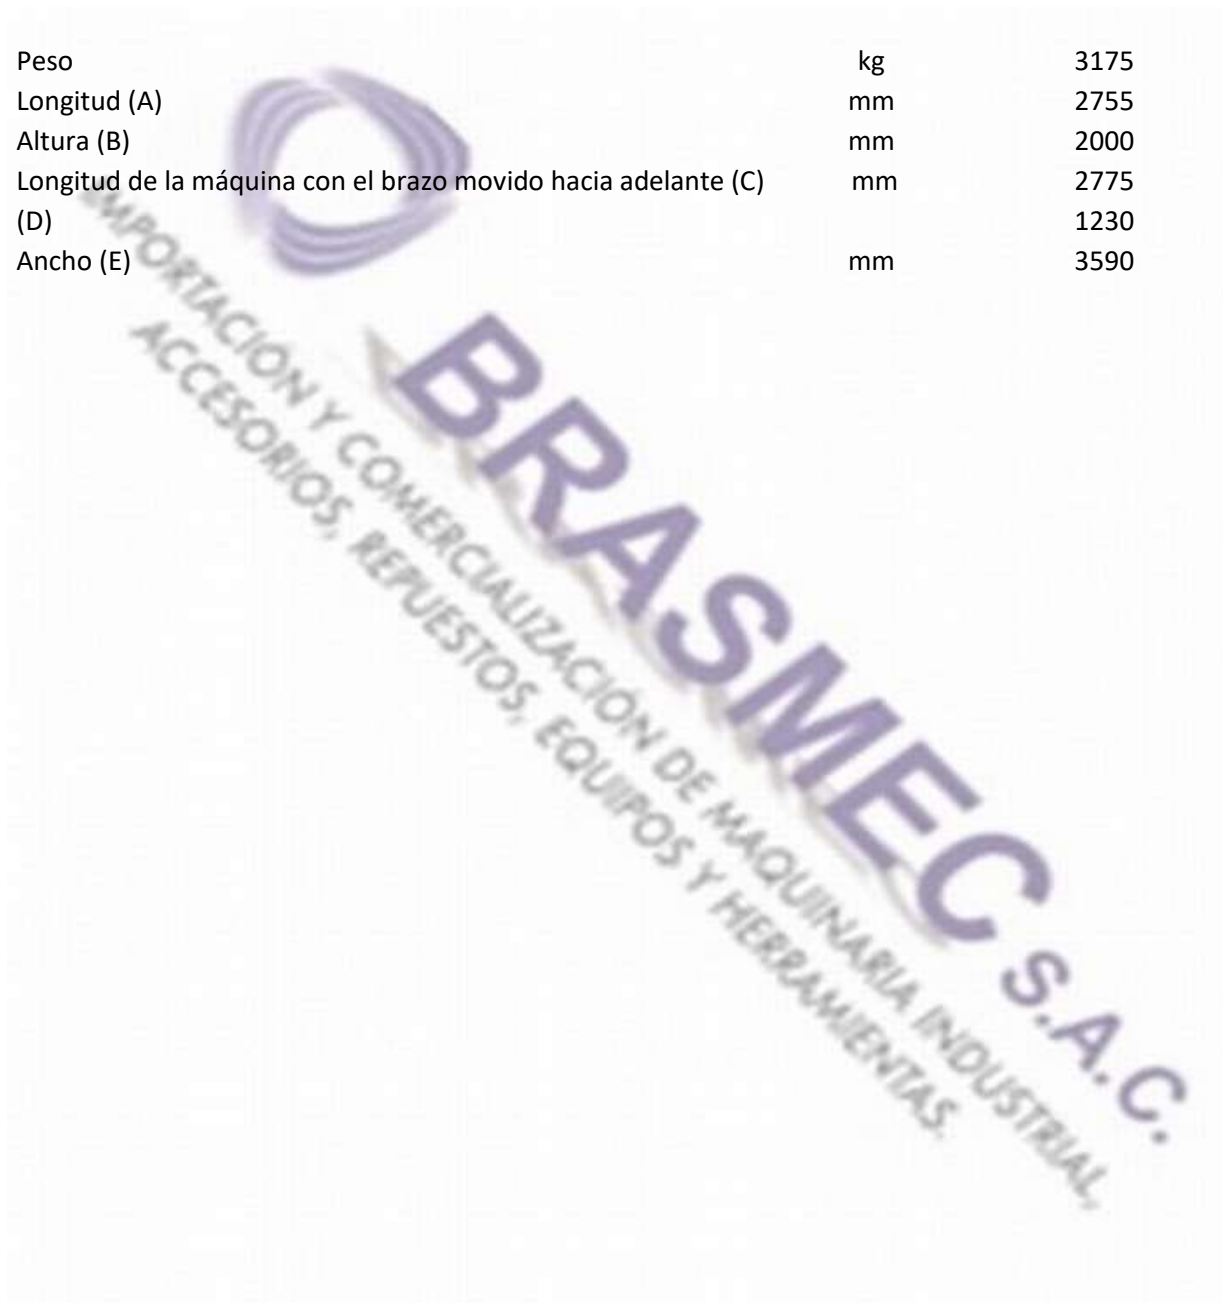 Peso kg 3175
Longitud (A) mm 2755
Altura (B) mm 2000
Longitud de la máquina con el brazo movido hacia adelante (C) mm 2775
(D) 1230
Ancho (E) mm 3590
BRASMEC S.A.C.
IMPORTACIÓN Y COMERCIALIZACIÓN DE MAQUINARIA INDUSTRIAL,
ACCESORIOS, REPUESTOS, EQUIPOS Y HERRAMIENTAS.